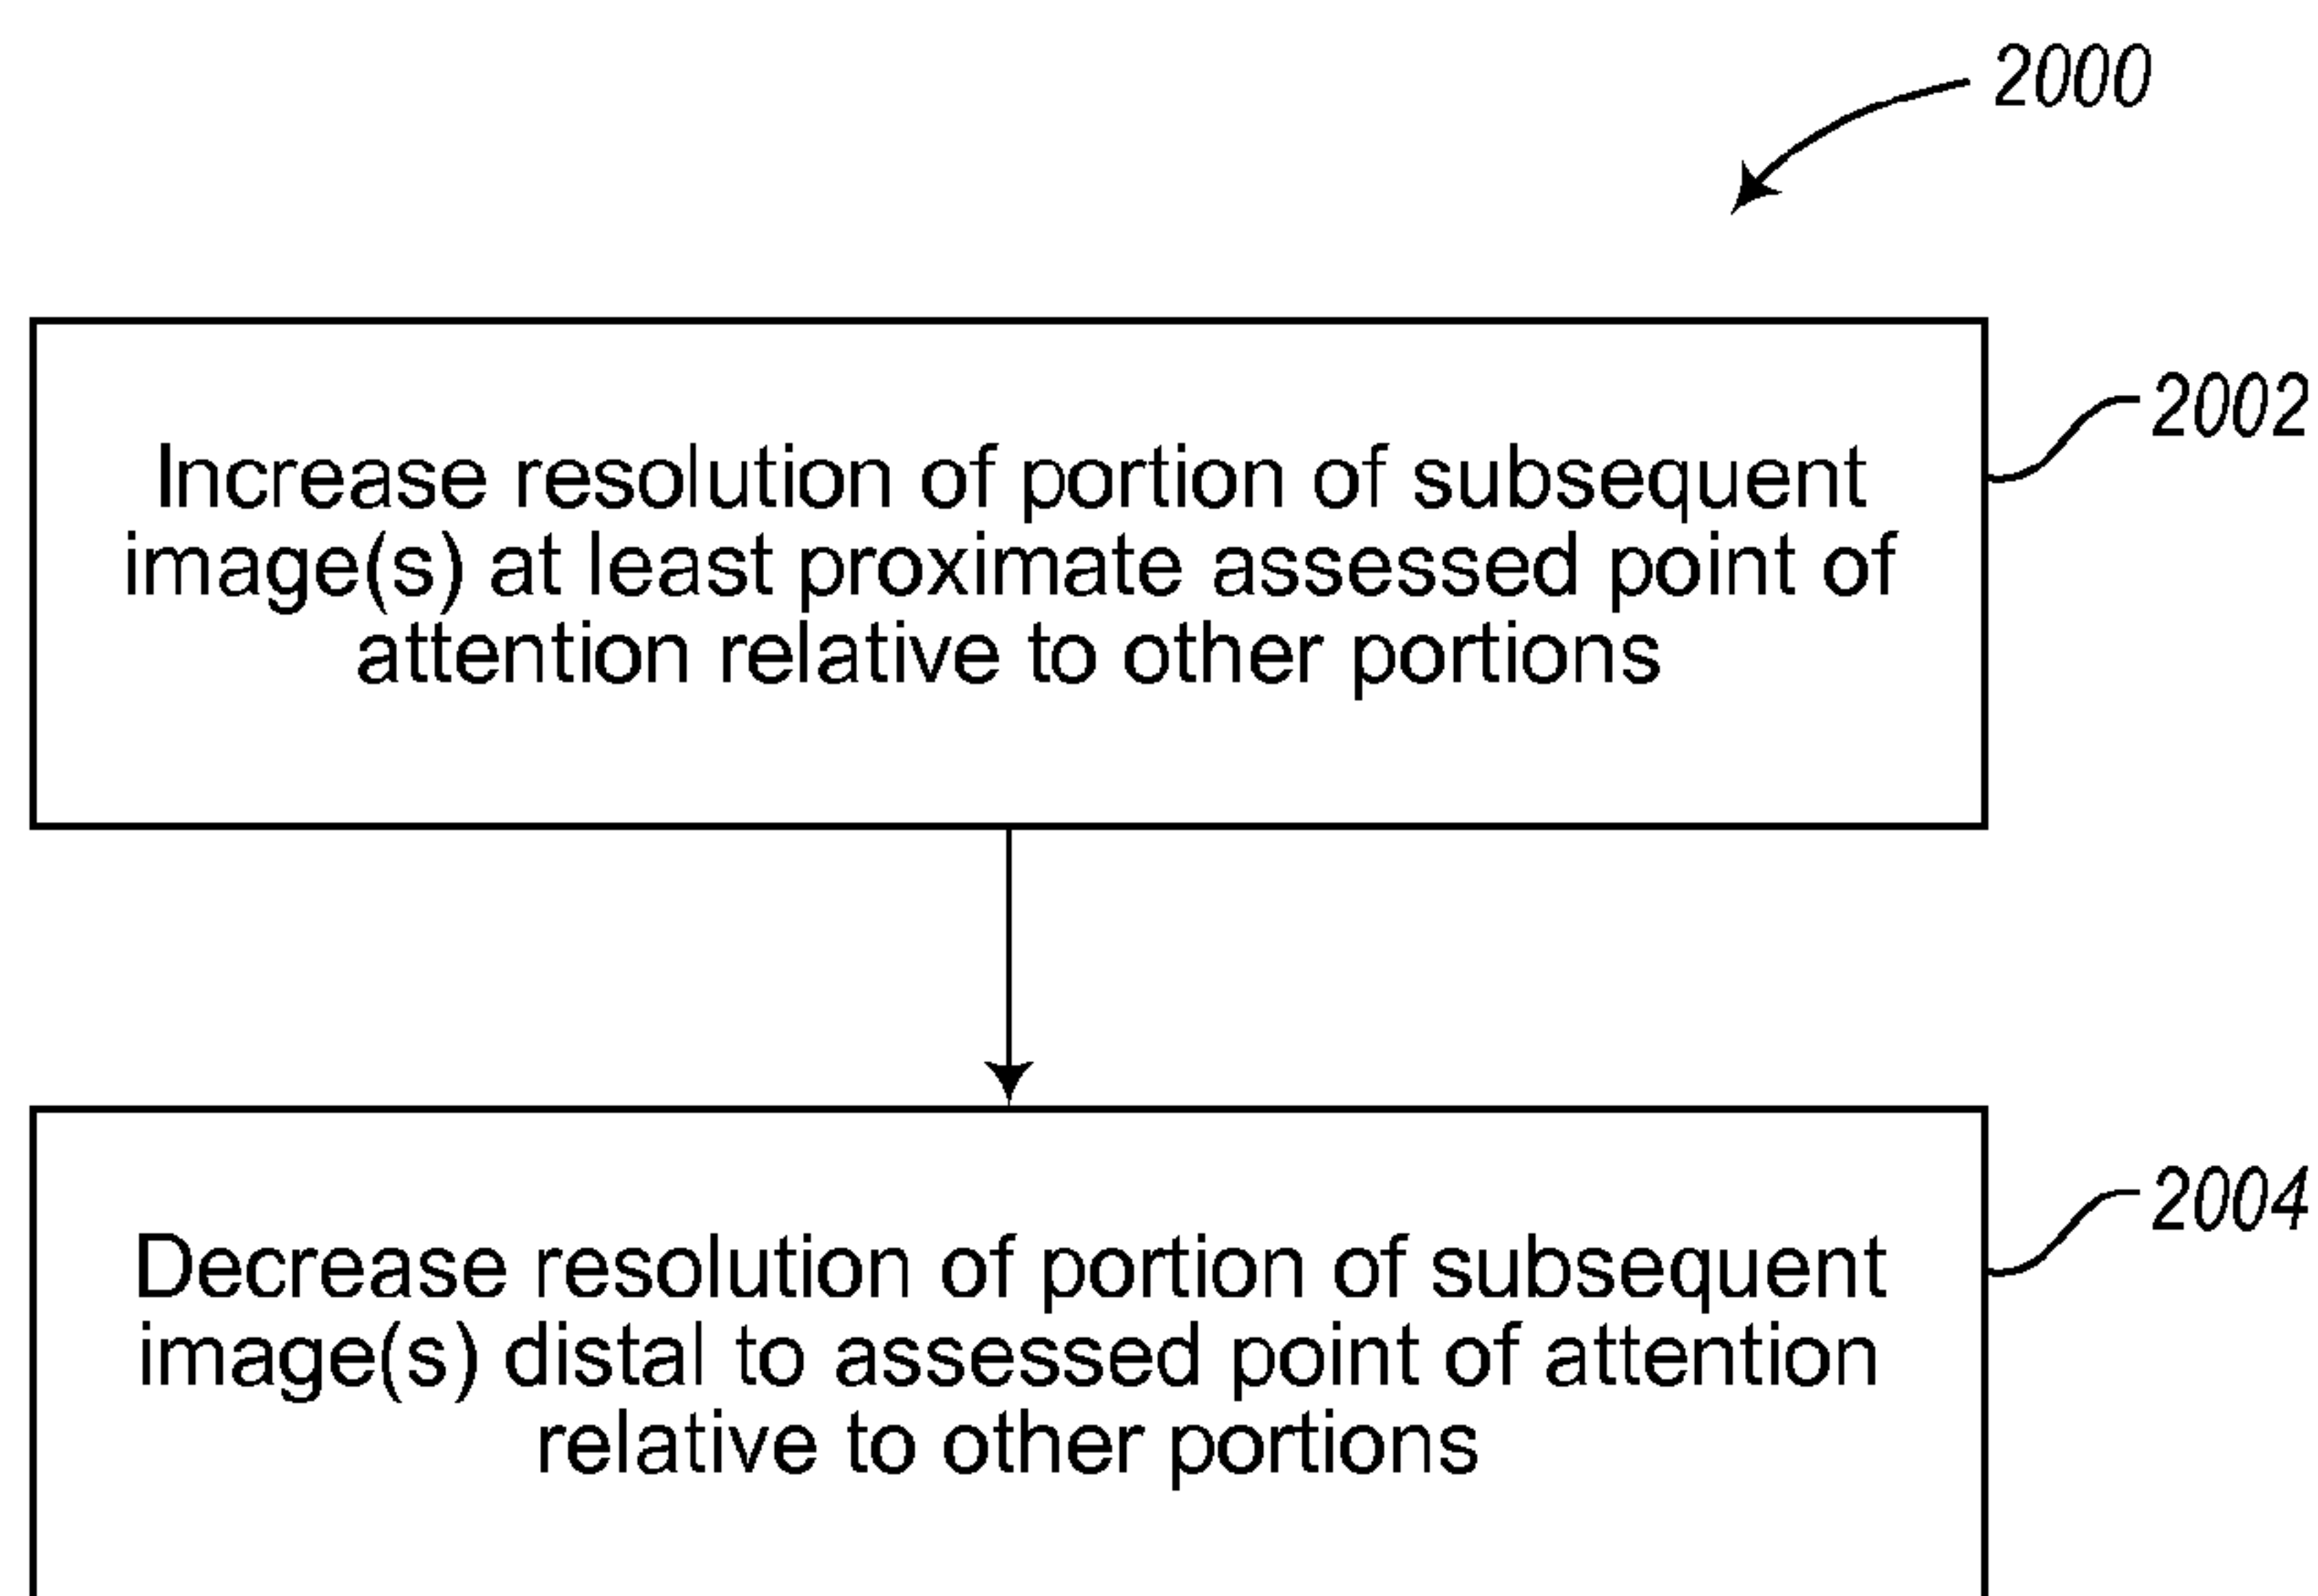 2000
2002
Increase resolution of portion of subsequent
image(s) at least proximate assessed point of
attention relative to other portions
2004
Decrease resolution of portion of subsequent
image(s) distal to assessed point of attention
relative to other portions